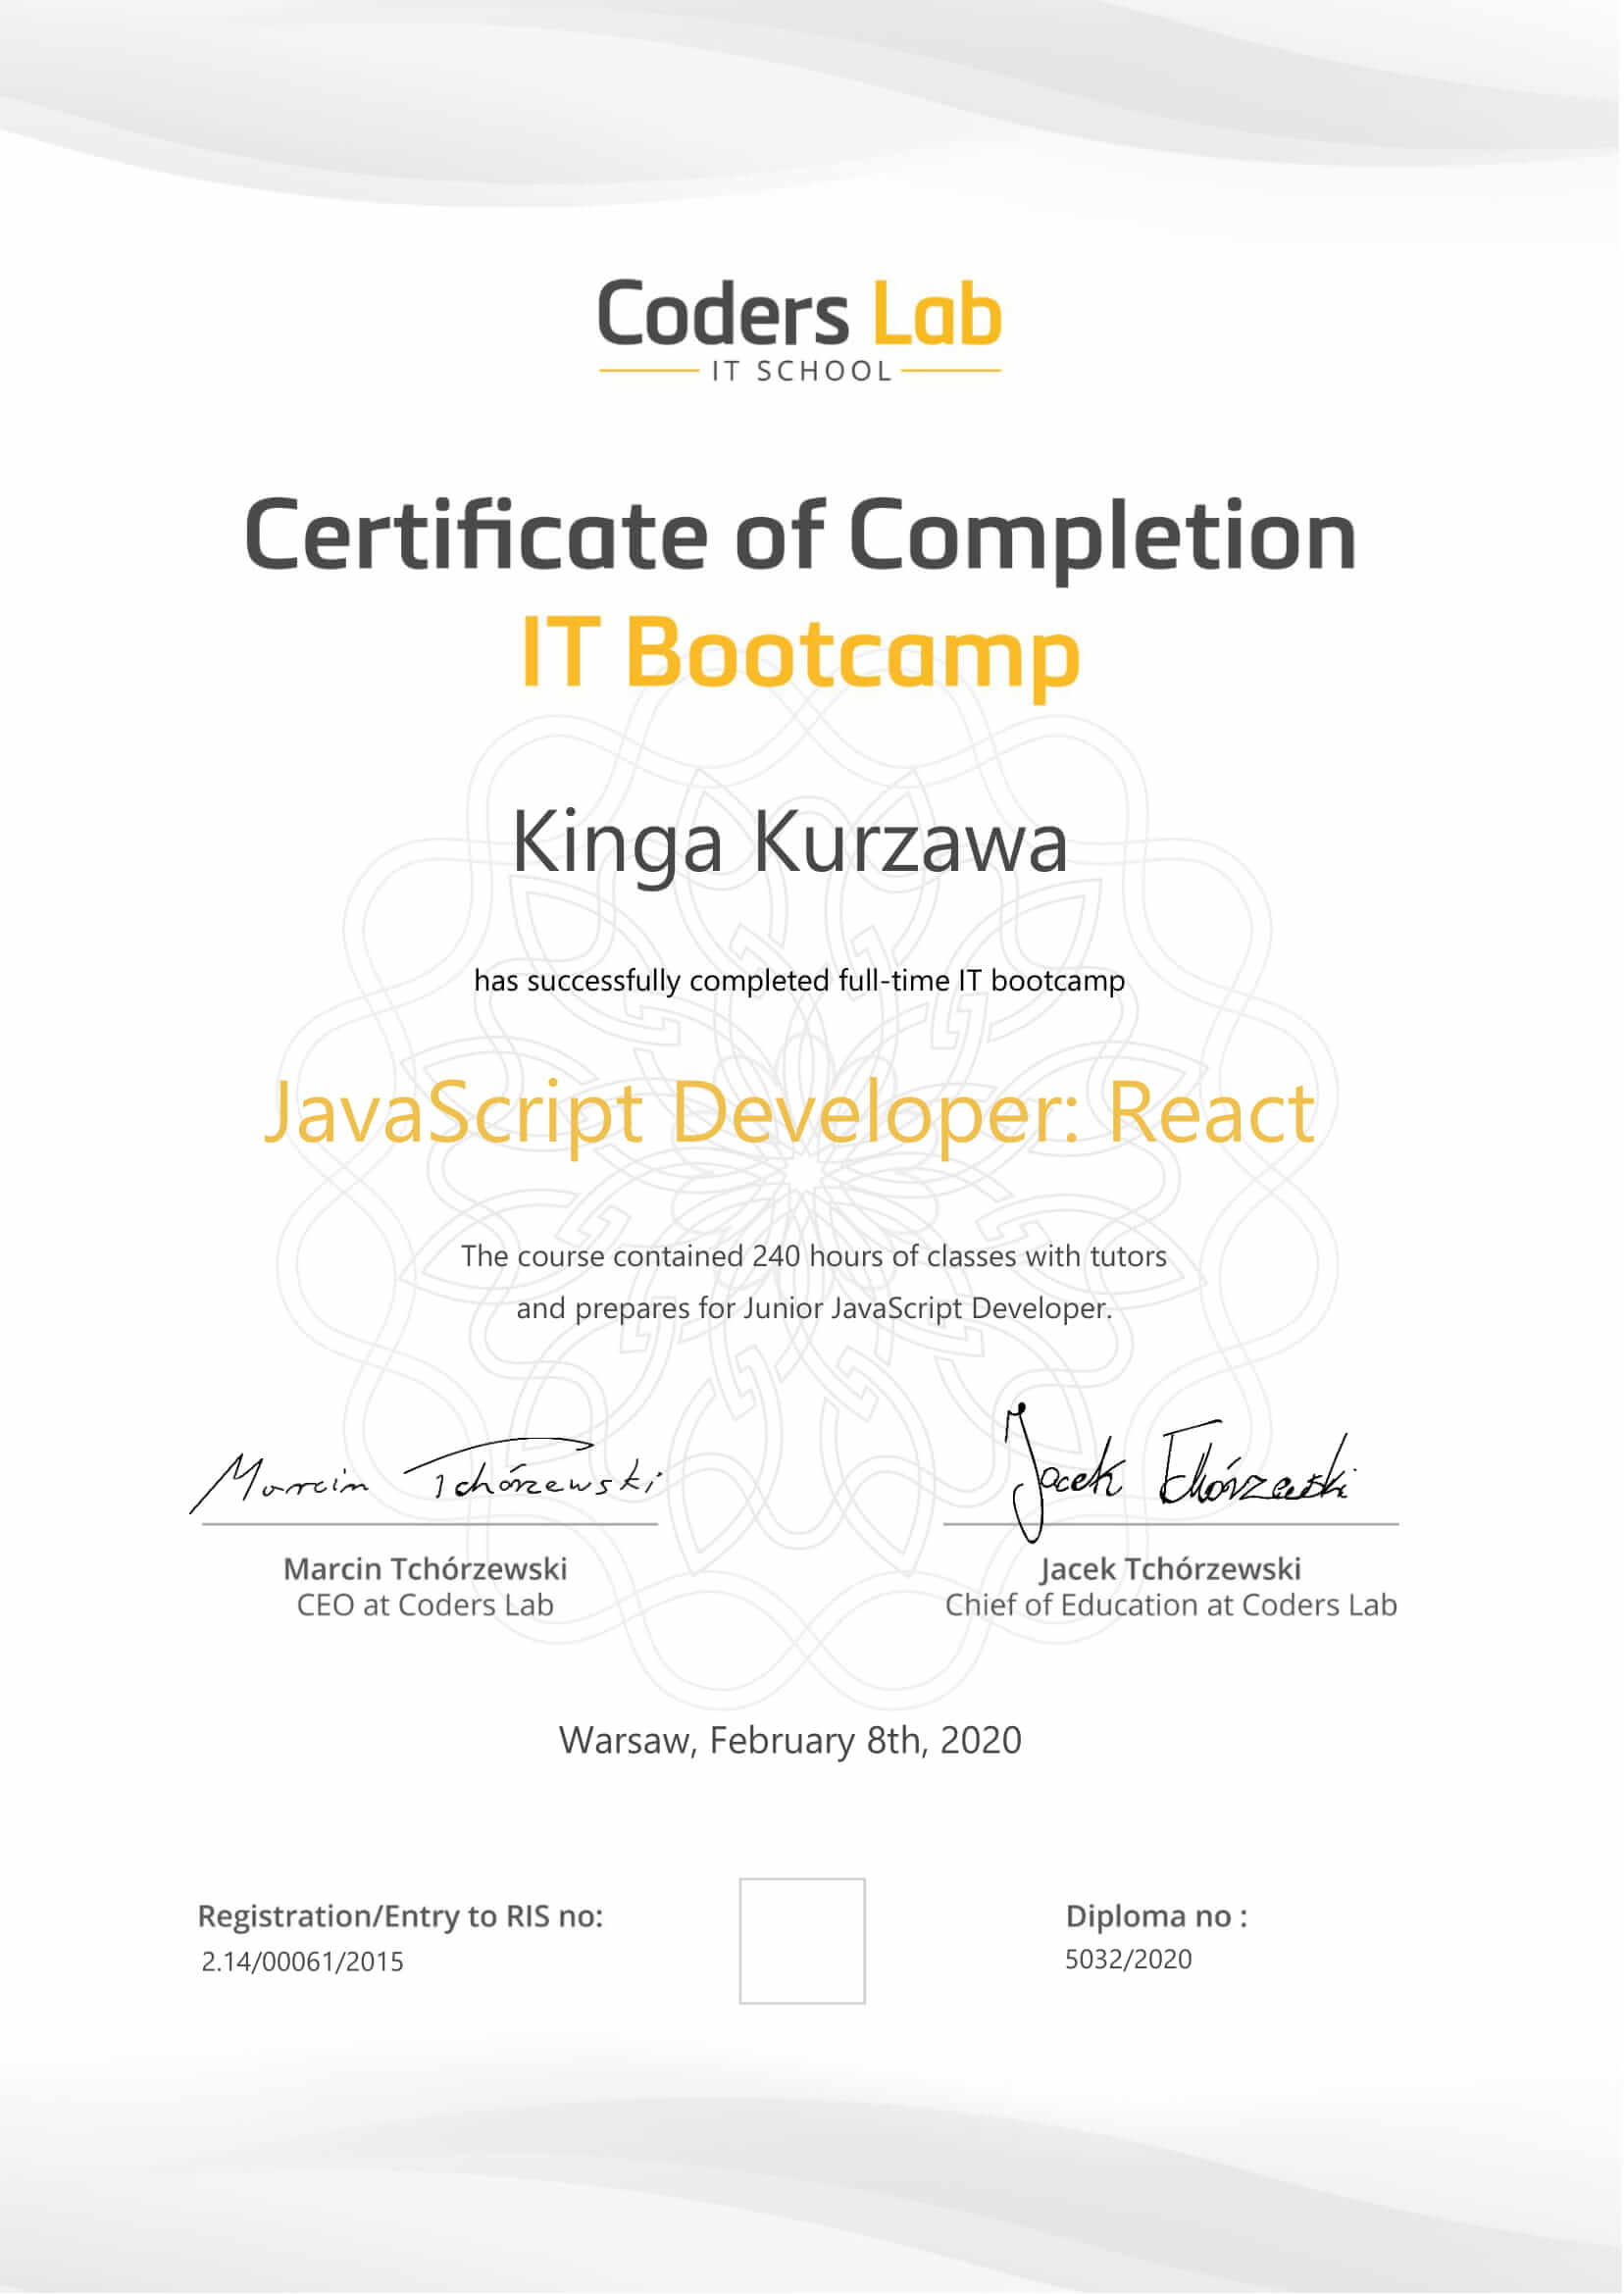 Coders Lab
IT SCHOOL
Certificate of Completion
IT Bootcamp
Kinga Kurzawa
has successfully completed full-time IT bootcamp
JavaScript Developer: React
The course contained 240 hours of classes with tutors
and prepares for Junior JavaScript Developer.
Marcin Tchórzewski
Jacek Tchórzewski
Marcin Tchórzewski
CEO at Coders Lab
Jacek Tchórzewski
Chief of Education at Coders Lab
Warsaw, February 8th, 2020
Registration/Entry to RIS no:
2.14/00061/2015
Diploma no :
5032/2020